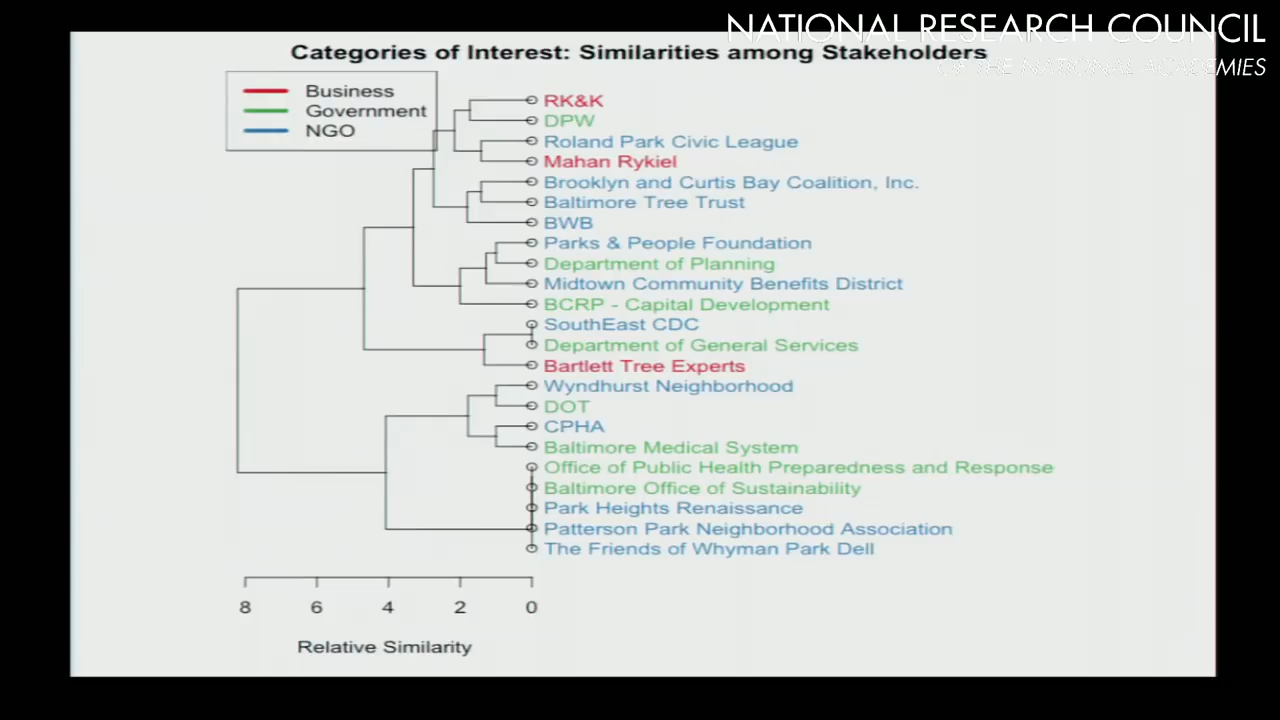 NATIONAL RESEARCH COUNCIL
OF THE NATIONAL ACADEMIES
Categories of Interest: Similarities among Stakeholders
Business
Government
NGO
RK&K
DPW
Roland Park Civic League
Mahan Rykiel
Brooklyn and Curtis Bay Coalition, Inc.
Baltimore Tree Trust
BWB
Parks & People Foundation
Department of Planning
Midtown Community Benefits District
BCRP - Capital Development
SouthEast CDC
Department of General Services
Bartlett Tree Experts
Wyndhurst Neighborhood
DOT
CPHA
Baltimore Medical System
Office of Public Health Preparedness and Response
Baltimore Office of Sustainability
Park Heights Renaissance
Patterson Park Neighborhood Association
The Friends of Whyman Park Dell
8 6 4 2 0
Relative Similarity